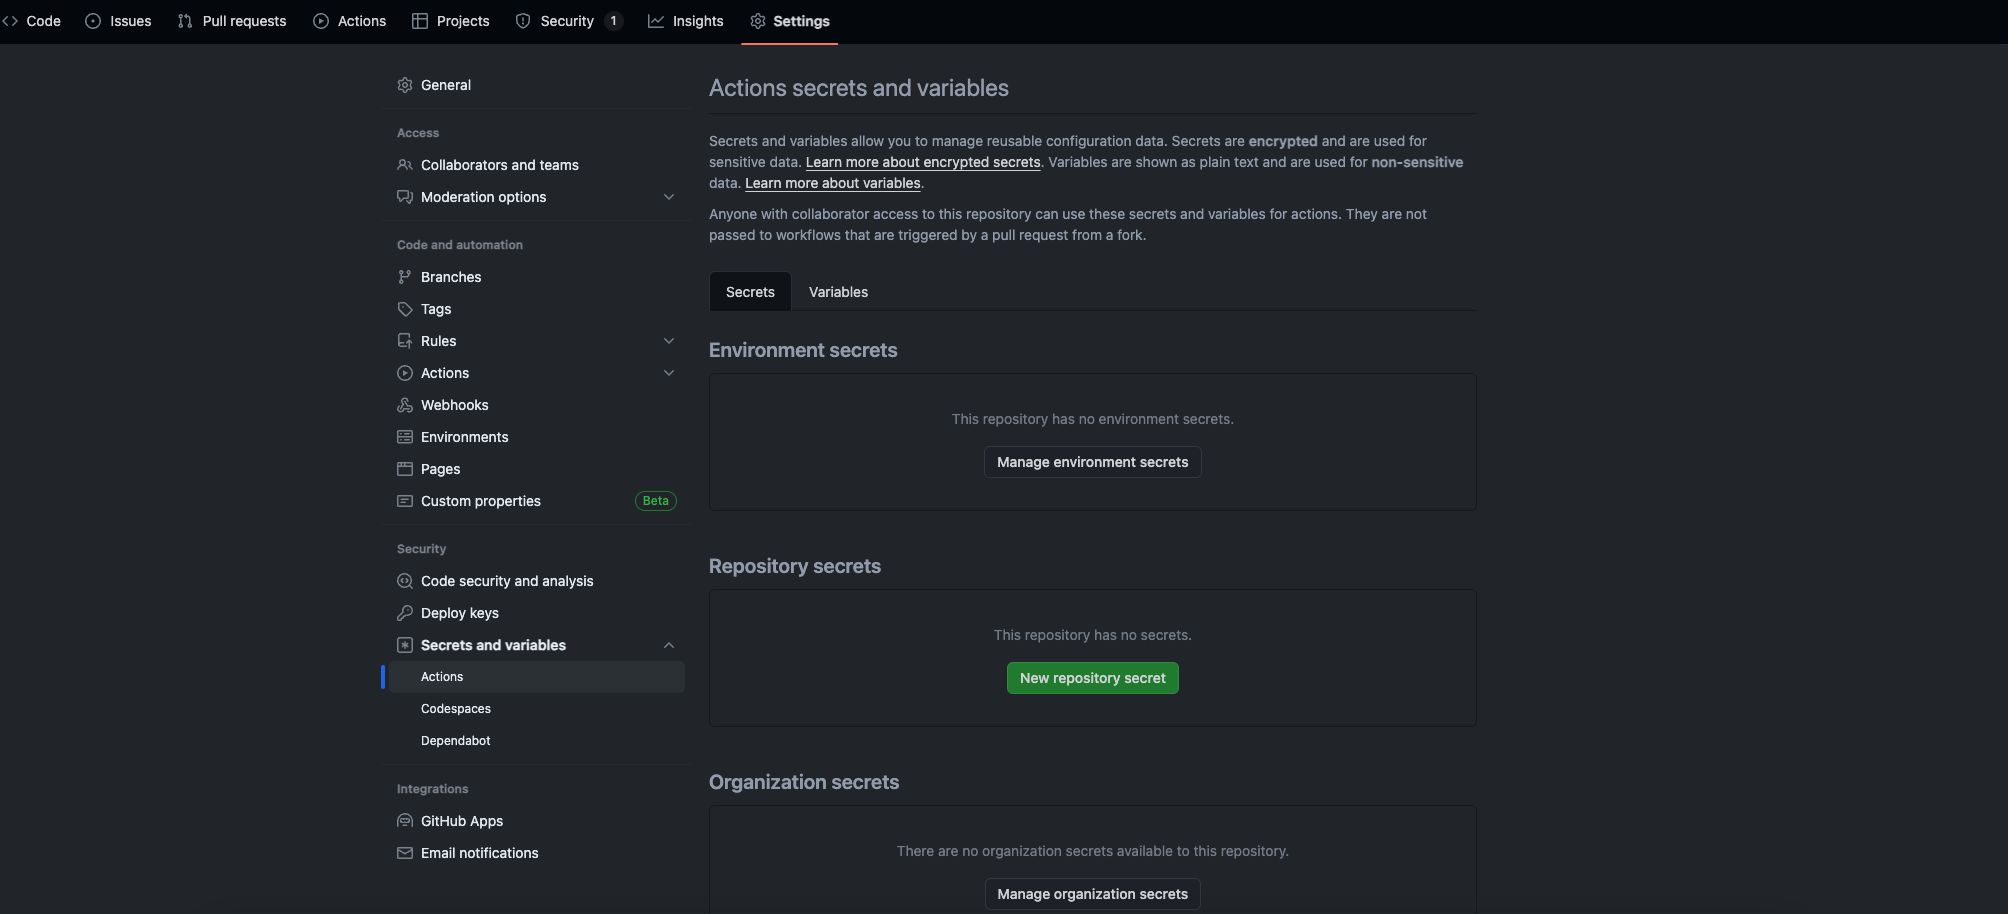 Code
Issues
Pull requests
Actions
Projects
Security 1
Insights
Settings
General
Access
Collaborators and teams
Moderation options
Code and automation
Branches
Tags
Rules
Actions
Webhooks
Environments
Pages
Custom properties
Beta
Security
Code security and analysis
Deploy keys
Secrets and variables
Actions
Codespaces
Dependabot
Integrations
GitHub Apps
Email notifications
Actions secrets and variables
Secrets and variables allow you to manage reusable configuration data. Secrets are encrypted and are used for
sensitive data. Learn more about encrypted secrets. Variables are shown as plain text and are used for non-sensitive
data. Learn more about variables.
Anyone with collaborator access to this repository can use these secrets and variables for actions. They are not
passed to workflows that are triggered by a pull request from a fork.
Secrets
Variables
Environment secrets
This repository has no environment secrets.
Manage environment secrets
Repository secrets
This repository has no secrets.
New repository secret
Organization secrets
There are no organization secrets available to this repository.
Manage organization secrets